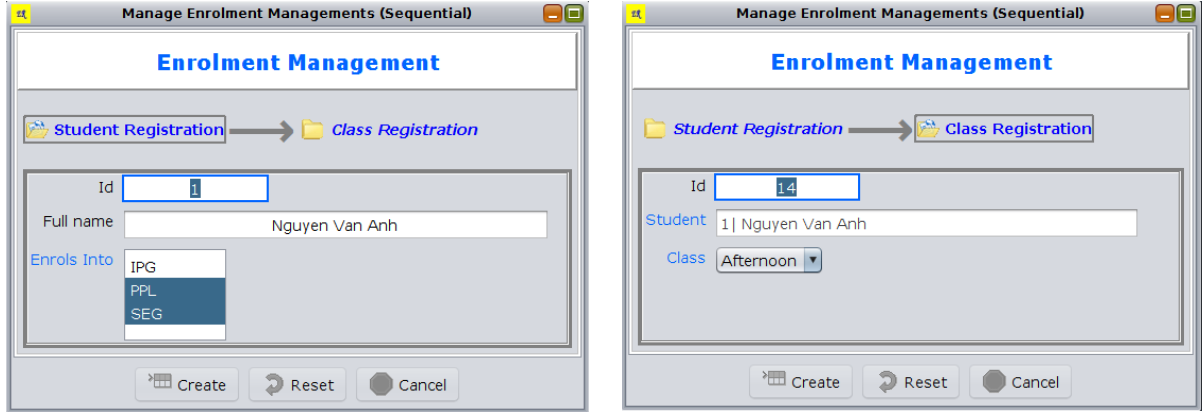 Manage Enrolment Managements (Sequential)
Enrolment Management
Student Registration Class Registration
Id 1
Full name Nguyen Van Anh
Enrols Into
IPG
PPL
SEG
Create Reset Cancel
Manage Enrolment Managements (Sequential)
Enrolment Management
Student Registration Class Registration
Id 14
Student 1| Nguyen Van Anh
Class Afternoon
Create Reset Cancel